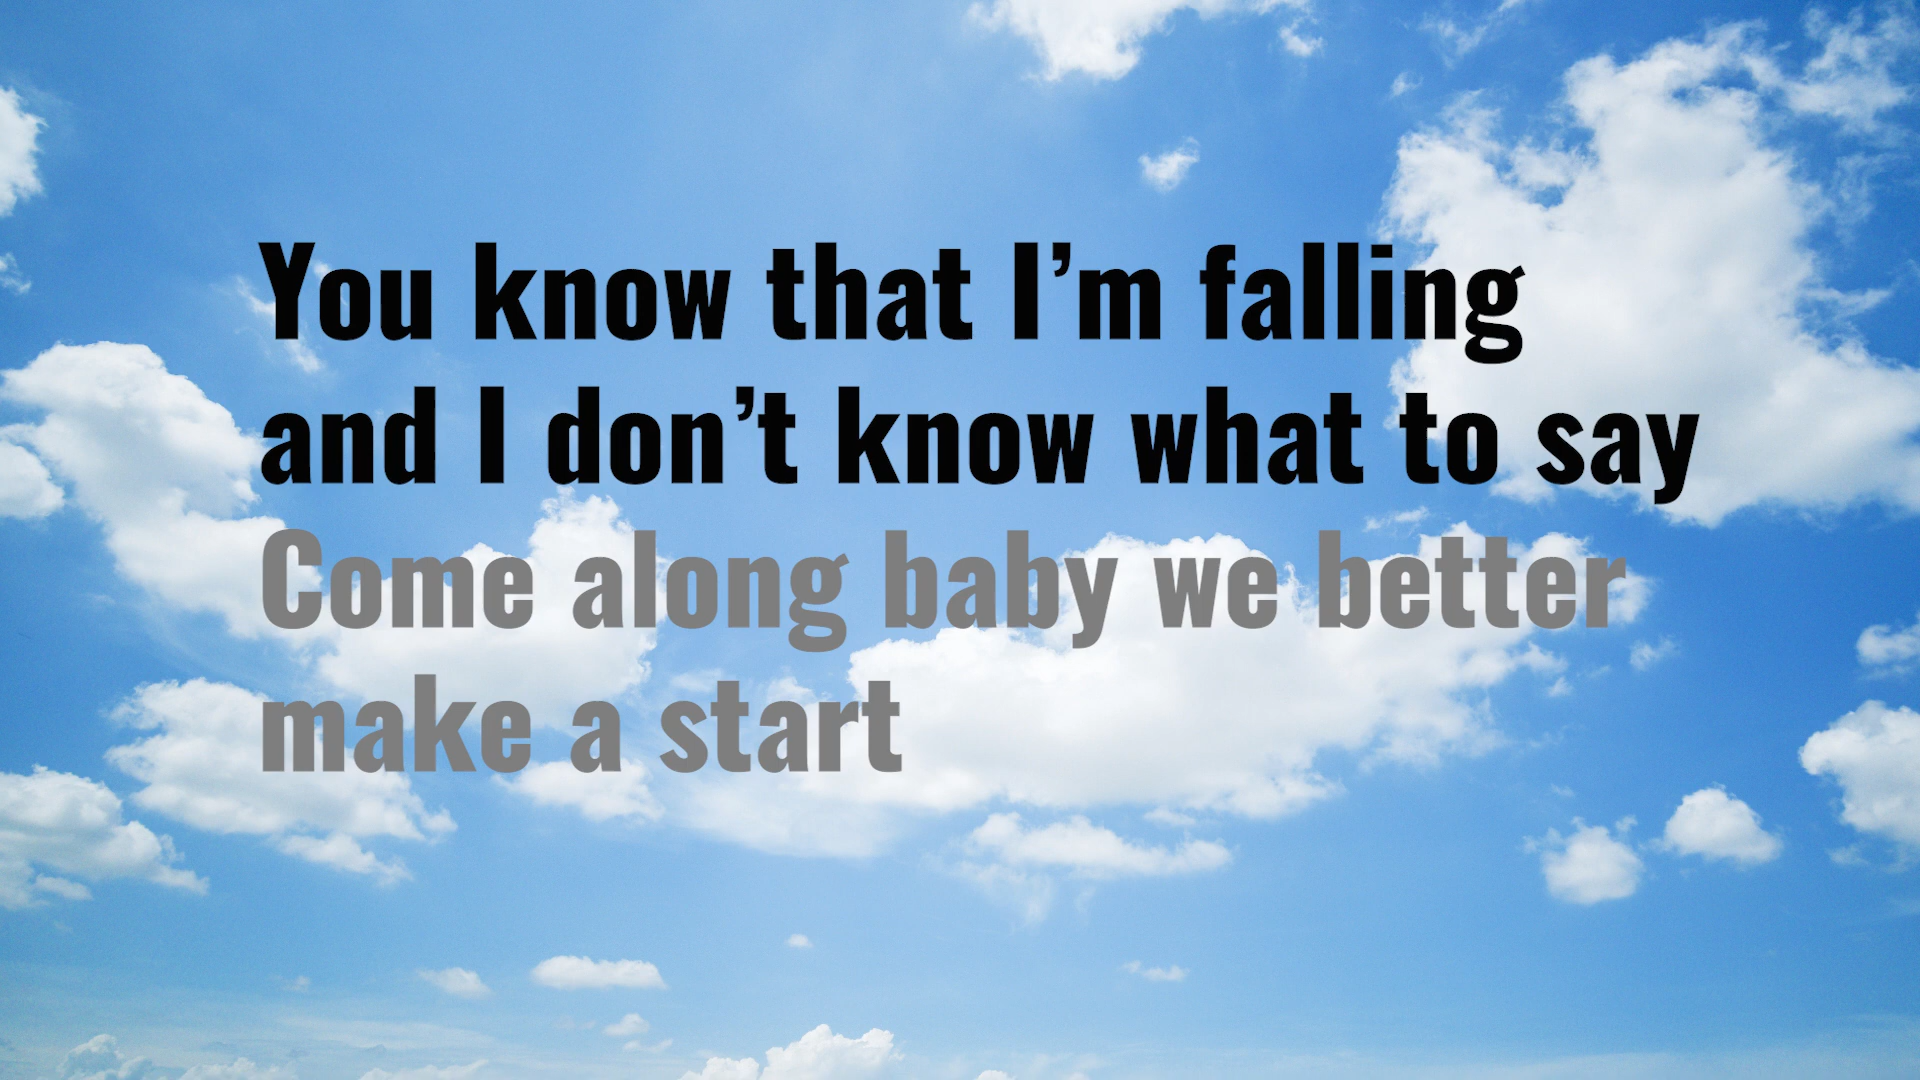 You know that I’m falling
and I don’t know what to say
Come along baby we better
make a start